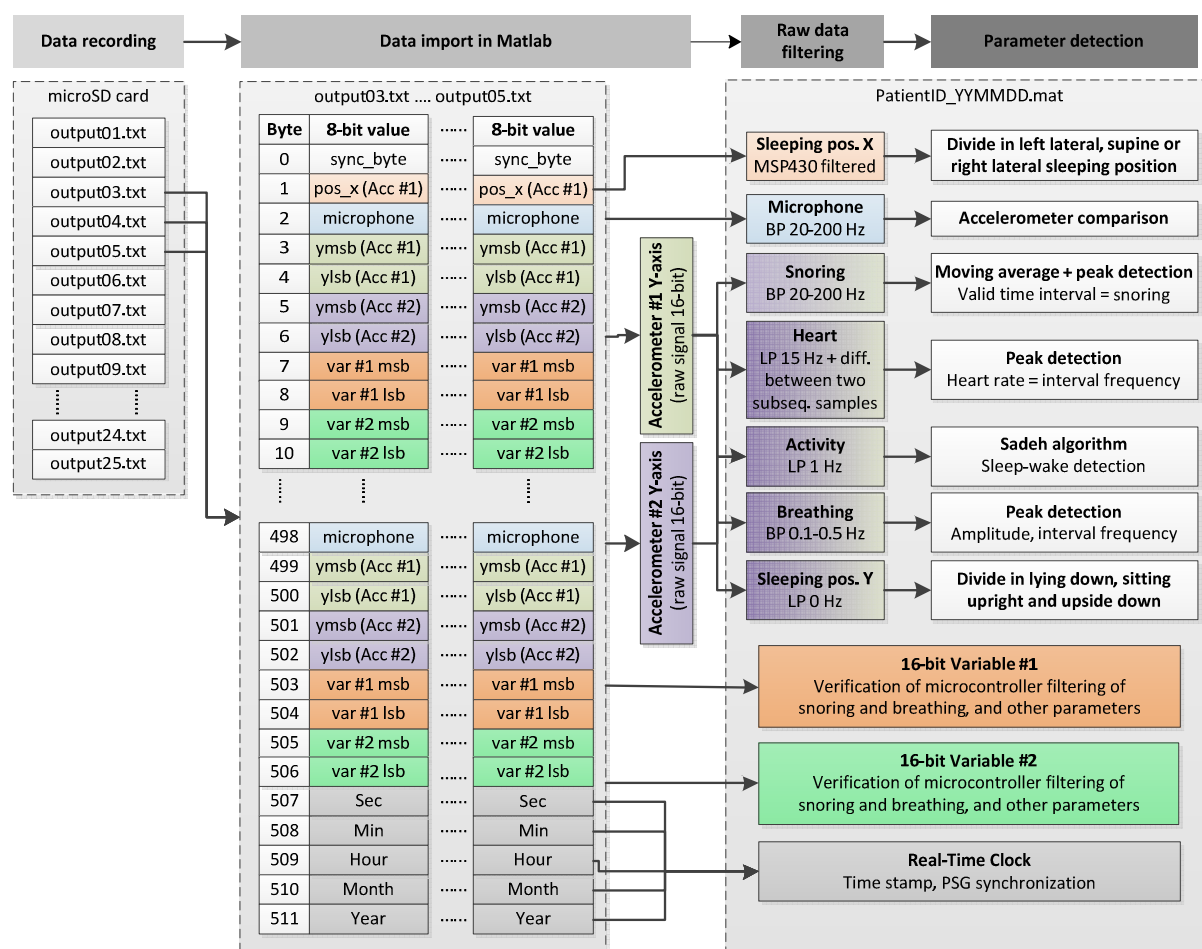 Data recording
Data import in Matlab
Raw data
filtering
Parameter detection
microSD card
output01.txt
output02.txt
output03.txt
output04.txt
output05.txt
output06.txt
output07.txt
output08.txt
output09.txt
output24.txt
output25.txt
output03.txt .... output05.txt
Byte 8-bit value ...... 8-bit value
0 sync_byte ...... sync_byte
1 pos_x (Acc #1) ...... pos_x (Acc #1)
2 microphone ...... microphone
3 ymsb (Acc #1) ...... ymsb (Acc #1)
4 ylsb (Acc #1) ...... ylsb (Acc #1)
5 ymsb (Acc #2) ...... ymsb (Acc #2)
6 ylsb (Acc #2) ...... ylsb (Acc #2)
7 var #1 msb ...... var #1 msb
8 var #1 lsb ...... var #1 lsb
9 var #2 msb ...... var #2 msb
10 var #2 lsb ...... var #2 lsb
498 microphone ...... microphone
499 ymsb (Acc #1) ...... ymsb (Acc #1)
500 ylsb (Acc #1) ...... ylsb (Acc #1)
501 ymsb (Acc #2) ...... ymsb (Acc #2)
502 ylsb (Acc #2) ...... ylsb (Acc #2)
503 var #1 msb ...... var #1 msb
504 var #1 lsb ...... var #1 lsb
505 var #2 msb ...... var #2 msb
506 var #2 lsb ...... var #2 lsb
507 Sec ...... Sec
508 Min ...... Min
509 Hour ...... Hour
510 Month ...... Month
511 Year ...... Year
Accelerometer #1 Y-axis
(raw signal 16-bit)
Accelerometer #2 Y-axis
(raw signal 16-bit)
PatientID_YYMMDD.mat
Sleeping pos. X
MSP430 filtered
Divide in left lateral, supine or
right lateral sleeping position
Microphone
BP 20-200 Hz
Accelerometer comparison
Snoring
BP 20-200 Hz
Moving average + peak detection
Valid time interval = snoring
Heart
LP 15 Hz + diff.
between two
subseq. samples
Peak detection
Heart rate = interval frequency
Activity
LP 1 Hz
Sadeh algorithm
Sleep-wake detection
Breathing
BP 0.1-0.5 Hz
Peak detection
Amplitude, interval frequency
Sleeping pos. Y
LP 0 Hz
Divide in lying down, sitting
upright and upside down
16-bit Variable #1
Verification of microcontroller filtering of
snoring and breathing, and other parameters
16-bit Variable #2
Verification of microcontroller filtering of
snoring and breathing, and other parameters
Real-Time Clock
Time stamp, PSG synchronization